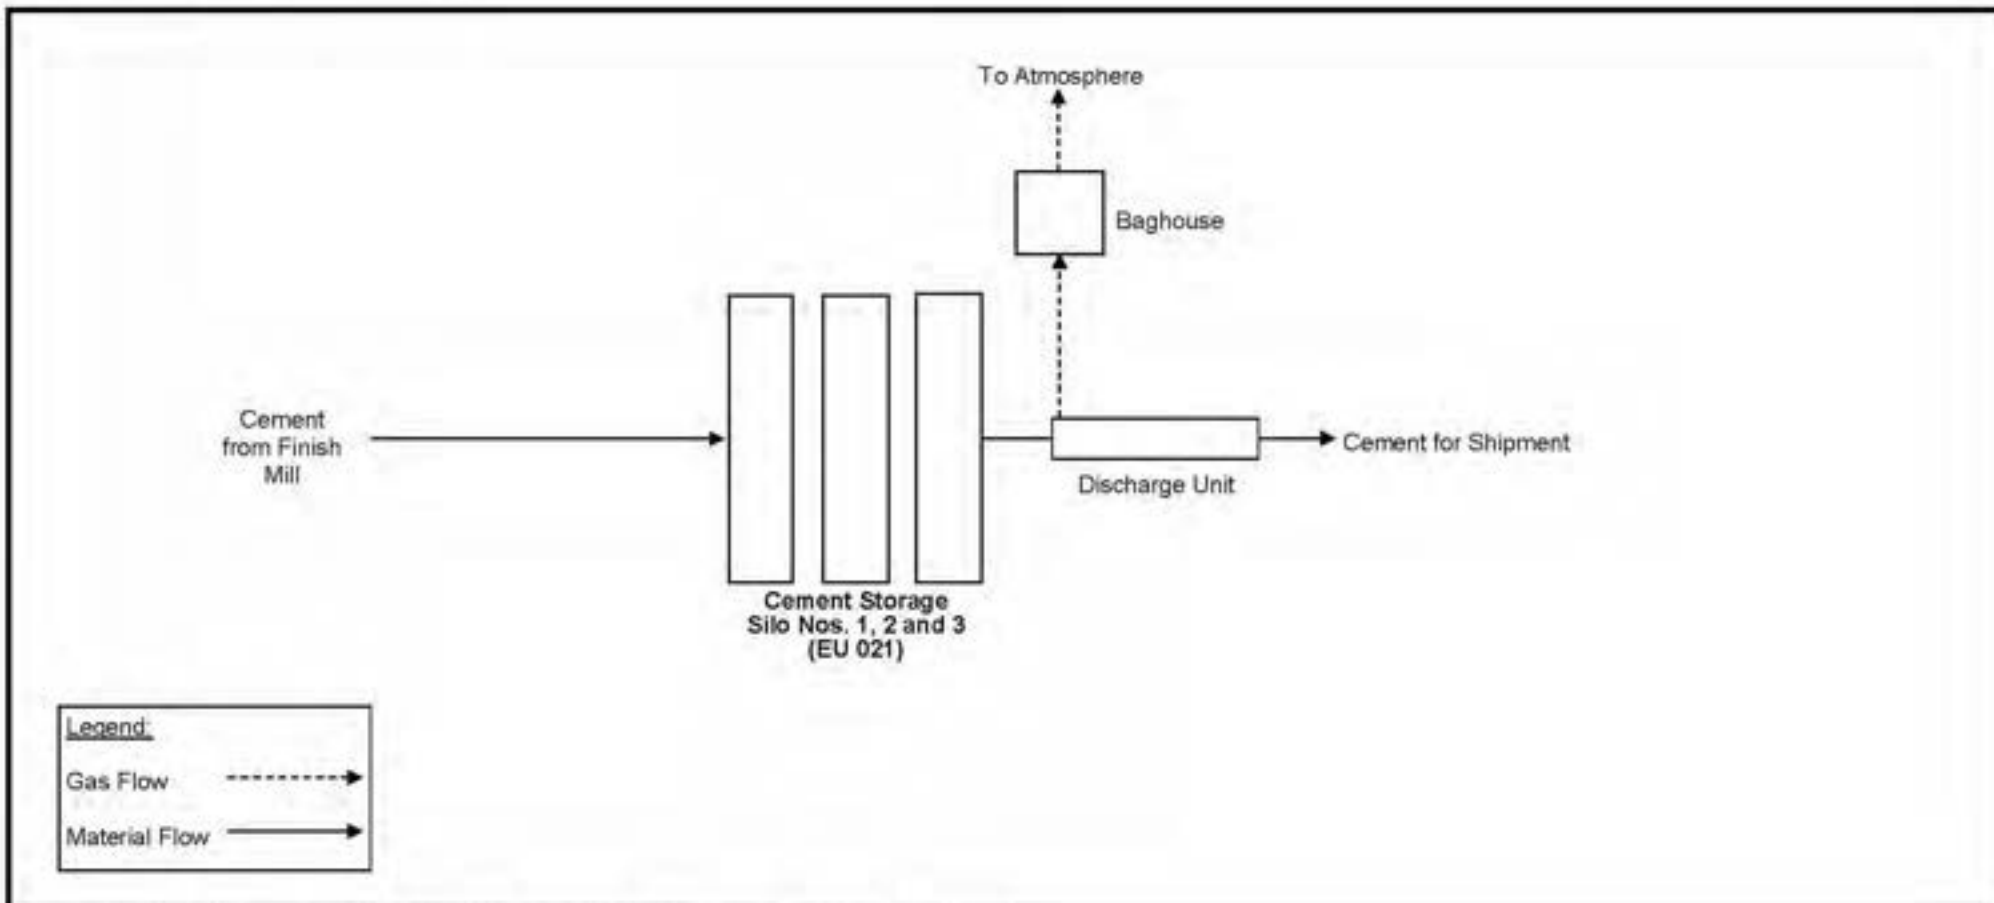 To Atmosphere
Baghouse
Cement
from Finish
Mill
Cement for Shipment
Discharge Unit
Cement Storage
Silo Nos. 1, 2 and 3
(EU 021)
Legend:
Gas Flow
Material Flow